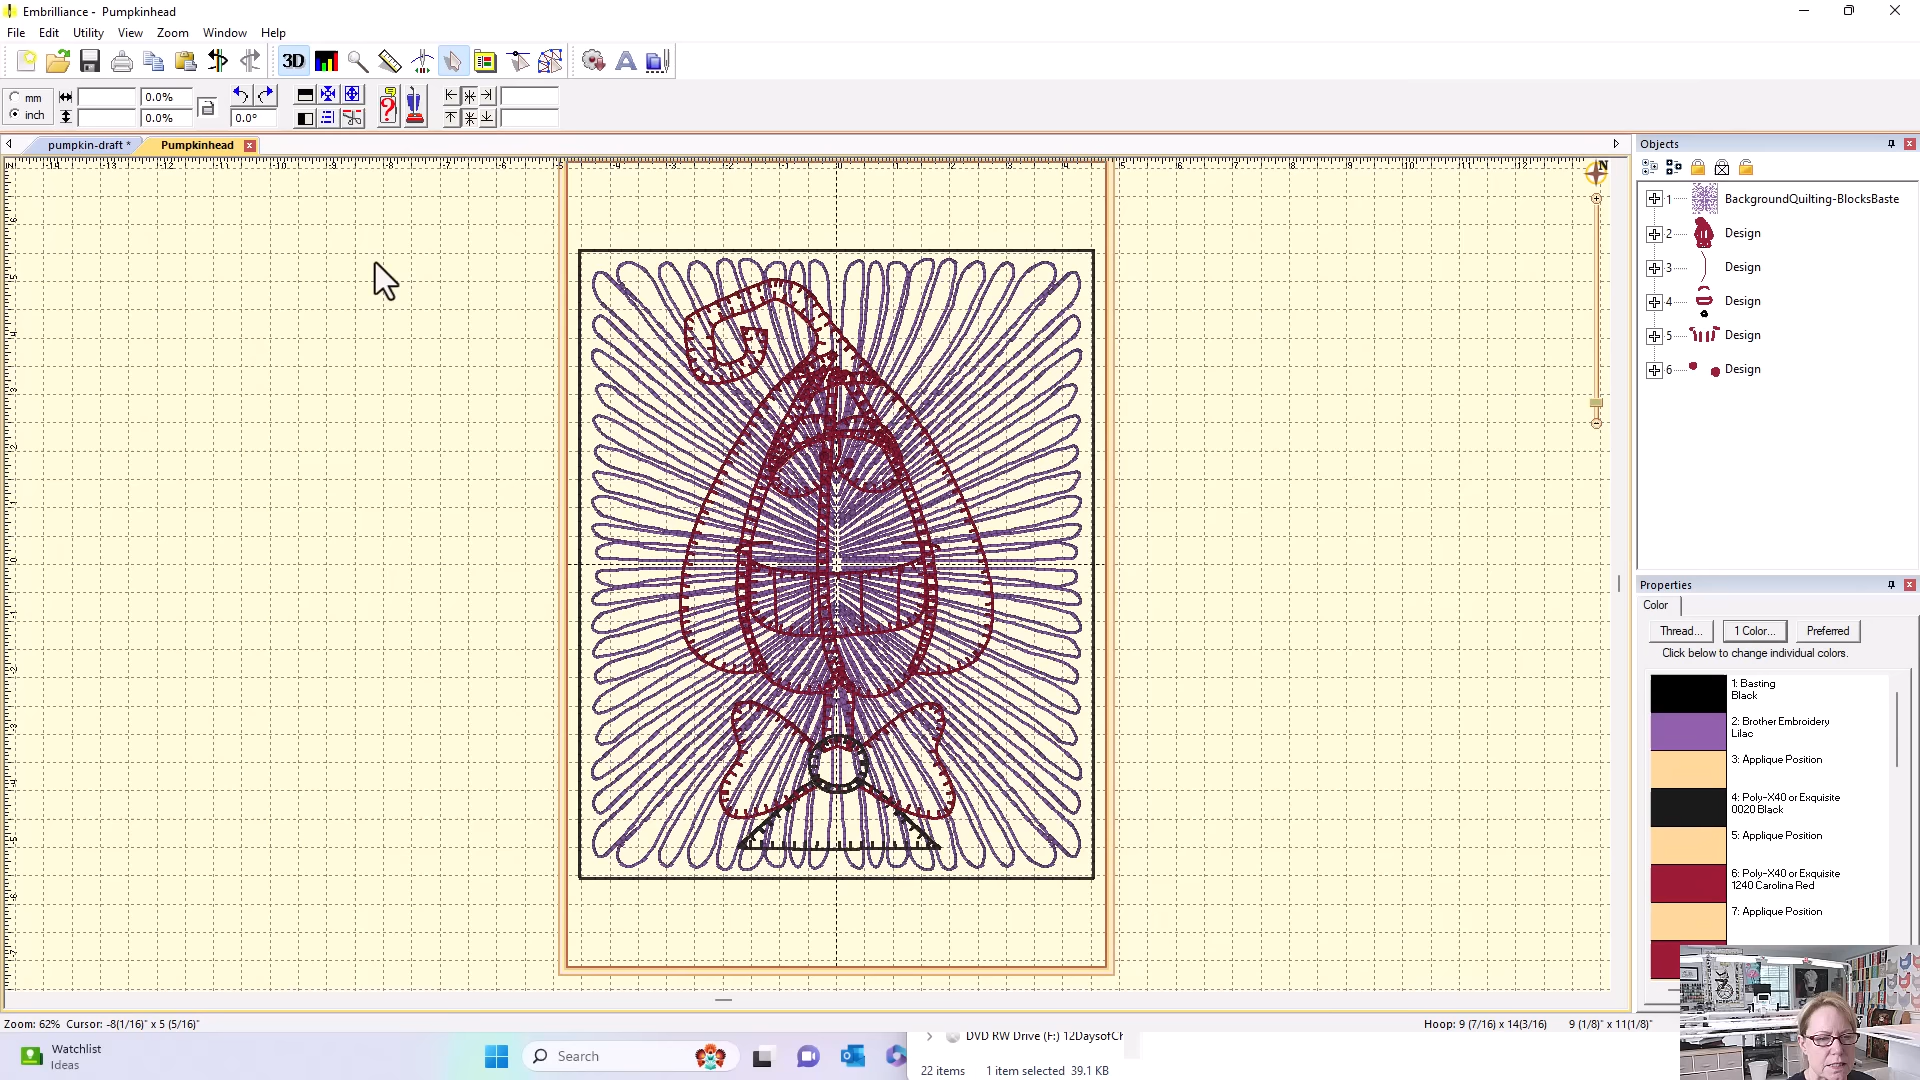 Embrilliance - Pumpkinhead
File Edit Utility View Zoom Window Help
3D
mm
inch
0.0%
0.0%
0.0°
pumpkin-draft *
Pumpkinhead
N
Objects
1 BackgroundQuilting-BlocksBaste
2 Design
3 Design
4 Design
5 Design
6 Design
Properties
Color
Thread... 1 Color... Preferred
Click below to change individual colors.
1: Basting
Black
2: Brother Embroidery
Lilac
3: Applique Position
4: Poly-X40 or Exquisite
0020 Black
5: Applique Position
6: Poly-X40 or Exquisite
1240 Carolina Red
7: Applique Position
Zoom: 62% Cursor: -8(1/16)" x 5 (5/16)"
Hoop: 9 (7/16) x 14(3/16)
9 (1/8)" x 11(1/8)"
Watchlist
Ideas
Search
DVD RW Drive (F:) 12DaysofCh
22 items 1 item selected 39.1 KB